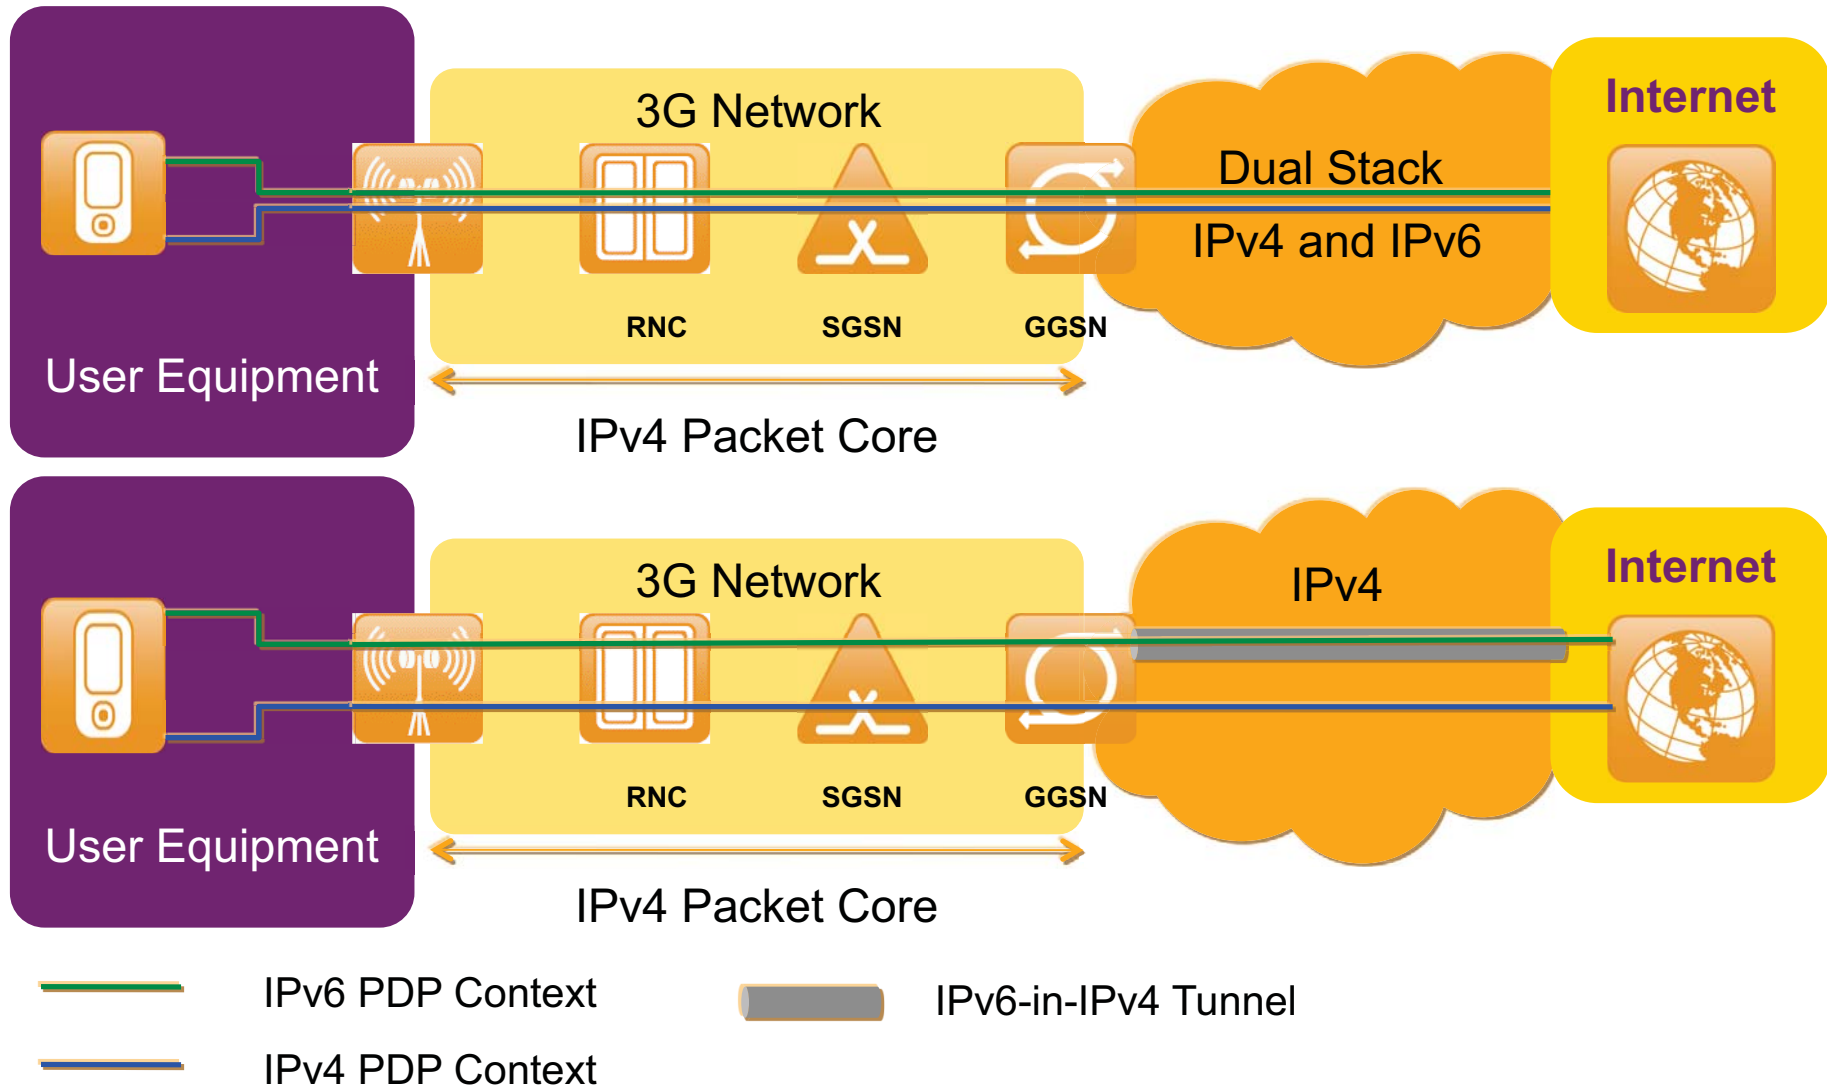 3G Network
Internet
Dual Stack
IPv4 and IPv6
RNC
SGSN
GGSN
User Equipment
IPv4 Packet Core
3G Network
IPv4
Internet
RNC
SGSN
GGSN
User Equipment
IPv4 Packet Core
IPv6 PDP Context
IPv6-in-IPv4 Tunnel
IPv4 PDP Context